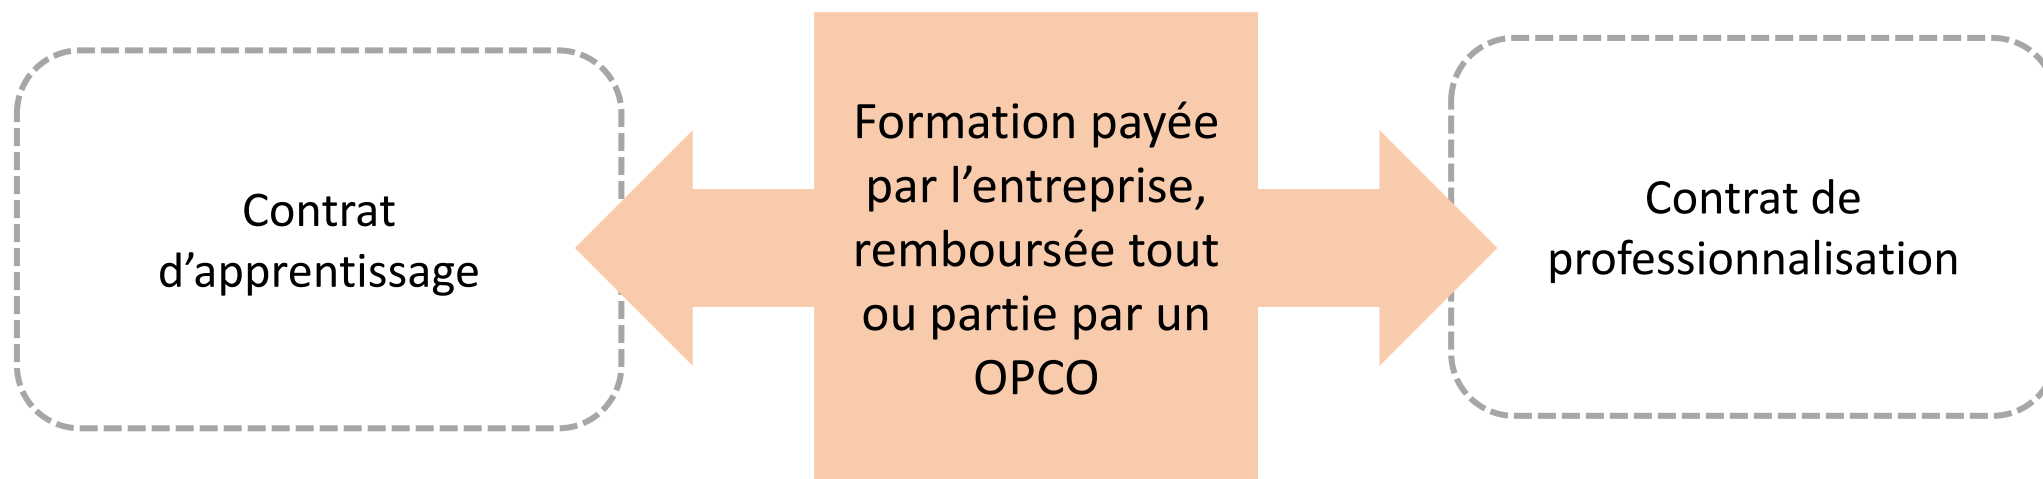 Contrat
d’apprentissage
Formation payée
par l’entreprise,
remboursée tout
ou partie par un
OPCO
Contrat de
professionnalisation